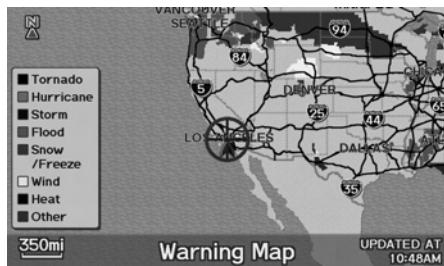 VANCOUVER
SEATTLE
94
84
Tornado
Hurricane
Storm
Flood
Snow
/Freeze
Wind
Heat
Other
5
DENVER
25
44
LOS ANGELES
DALLAS
35
350mi
Warning Map
UPDATED AT
10:48AM